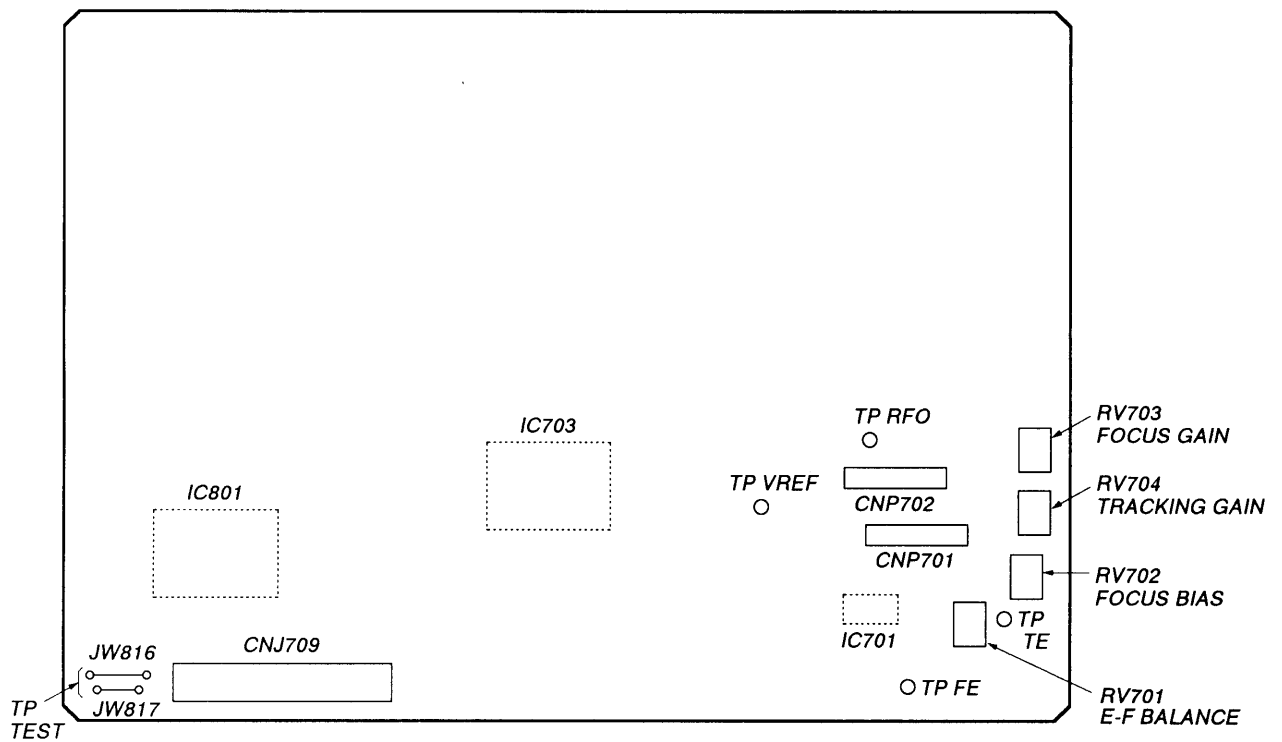 TP RFO
RV703
FOCUS GAIN
IC703
TP VREF
RV704
TRACKING GAIN
IC801
CNP702
CNP701
RV702
FOCUS BIAS
IC701
TP
TE
JW816
CNJ709
TP FE
RV701
E-F BALANCE
JW817
TP
TEST